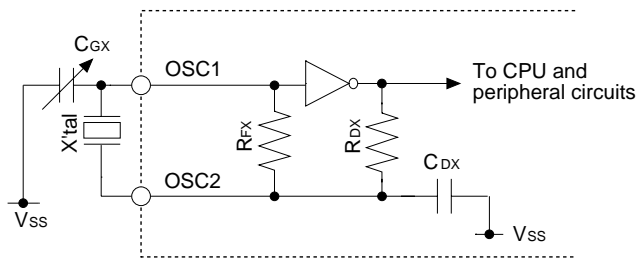 CGX
OSC1
To CPU and
peripheral circuits
X'tal
RFX
RDX
CDX
OSC2
VSS
VSS